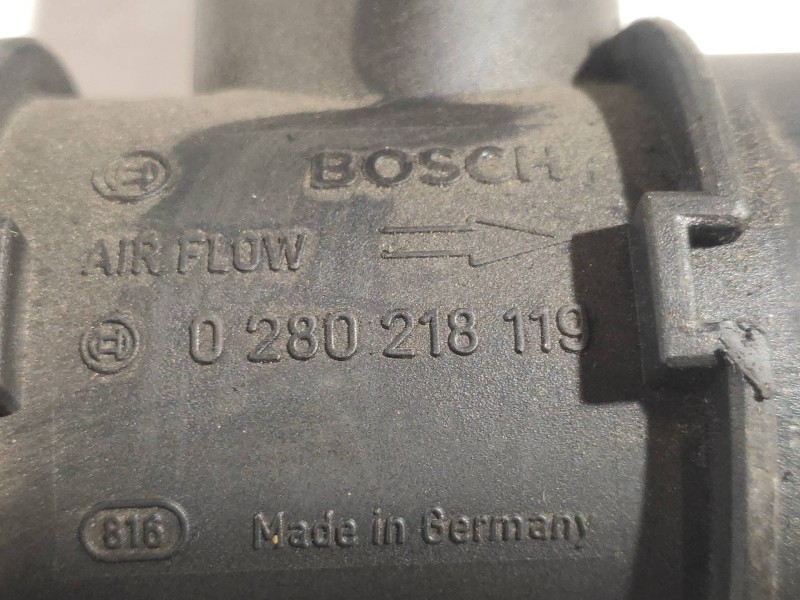 BOSCH
AIR FLOW
0 280 218 119
816 Made in Germany